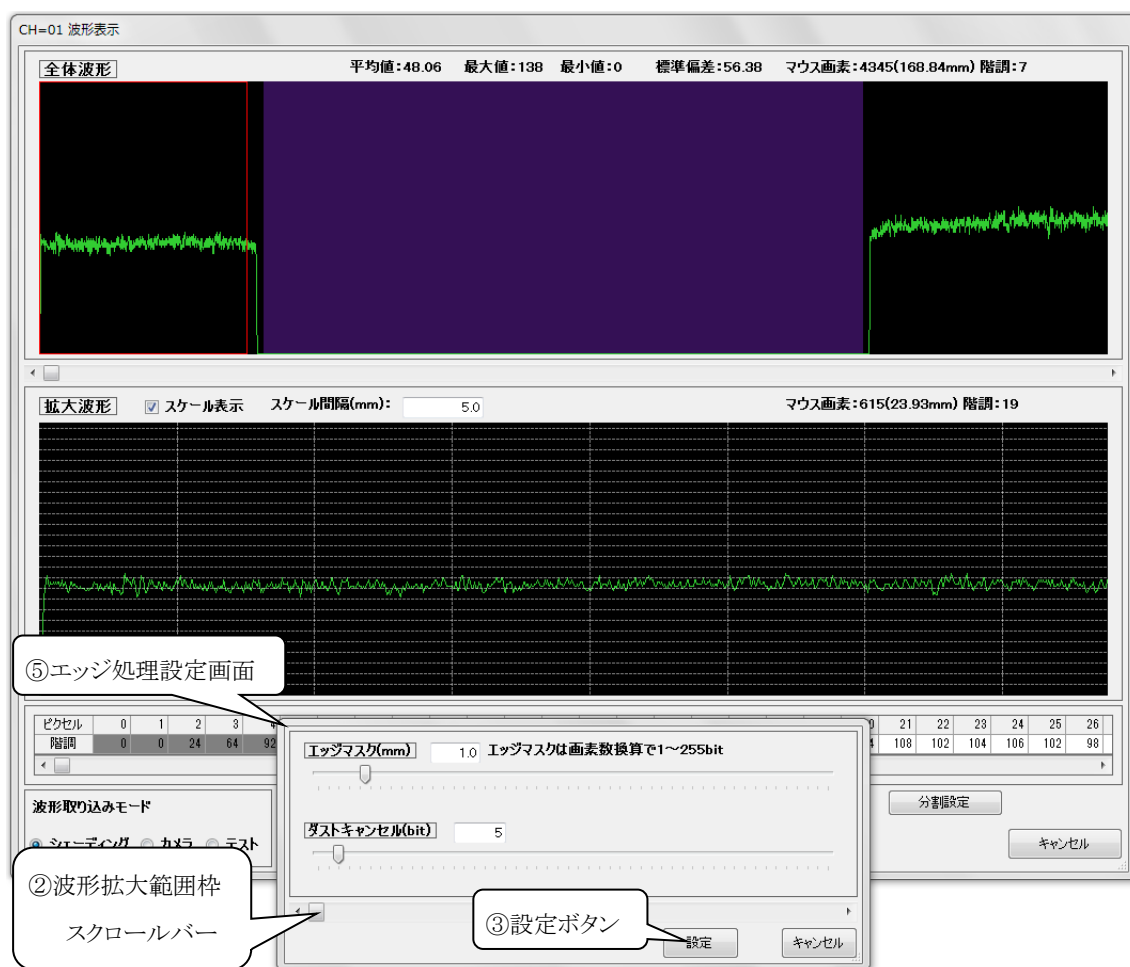 CH=01 波形表示
全体波形 平均値:48.06 最大値:138 最小値:0 標準偏差:56.38 マウス画素:4345(168.84mm) 階調:7
拡大波形 スケール表示 スケール間隔(mm): 5.0 マウス画素:615(23.93mm) 階調:19
⑤エッジ処理設定画面
ピクセル 0 1 2 3 21 22 23 24 25 26
階調 0 0 24 64 92 108 102 104 106 102 98
エッジマスク(mm) 1.0 エッジマスクは画素数換算で1～255bit
波形取り込みモード
分割設定
シェーディング カメラ テスト
ダストキャンセル(bit) 5
キャンセル
②波形拡大範囲枠
スクロールバー
③設定ボタン
設定 キャンセル